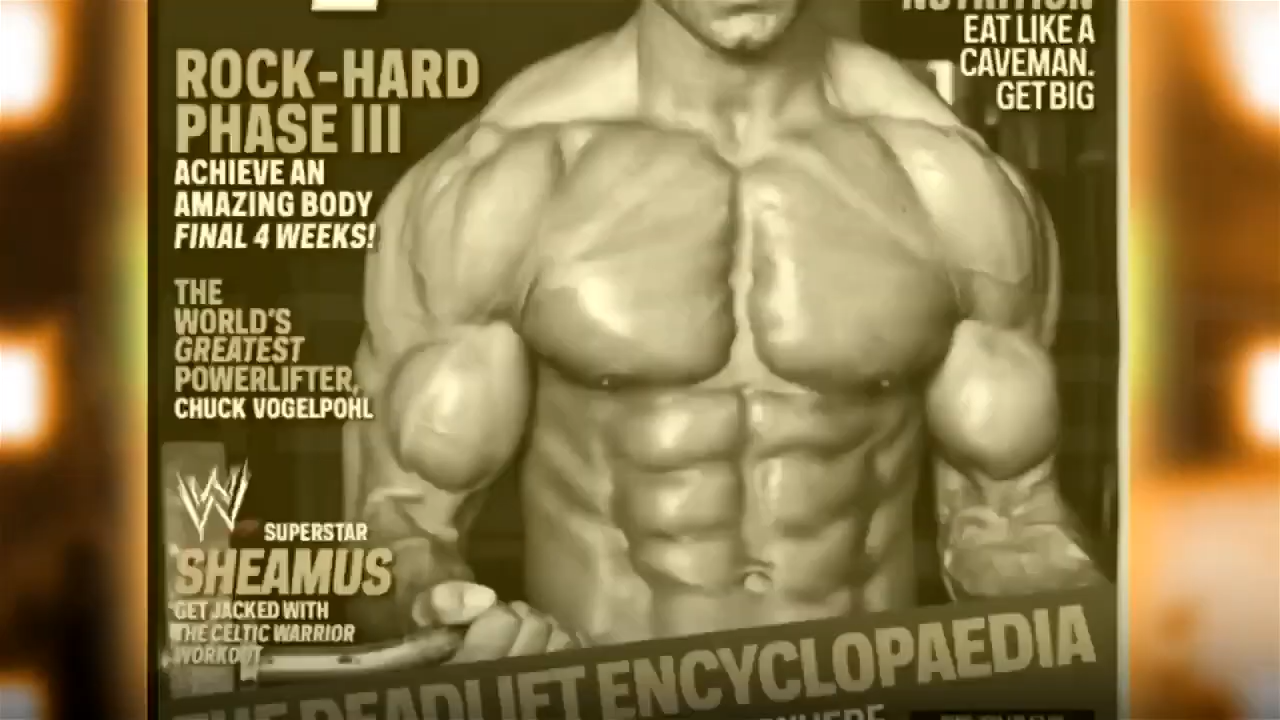 NUTRITION
EAT LIKE A
CAVEMAN.
GET BIG
ROCK-HARD
PHASE III
ACHIEVE AN
AMAZING BODY
FINAL 4 WEEKS!
THE
WORLD'S
GREATEST
POWERLIFTER,
CHUCK VOGELPOHL
W
SUPERSTAR
SHEAMUS
GET JACKED WITH
THE CELTIC WARRIOR
WORKOUT
THE DEADLIFT ENCYCLOPAEDIA